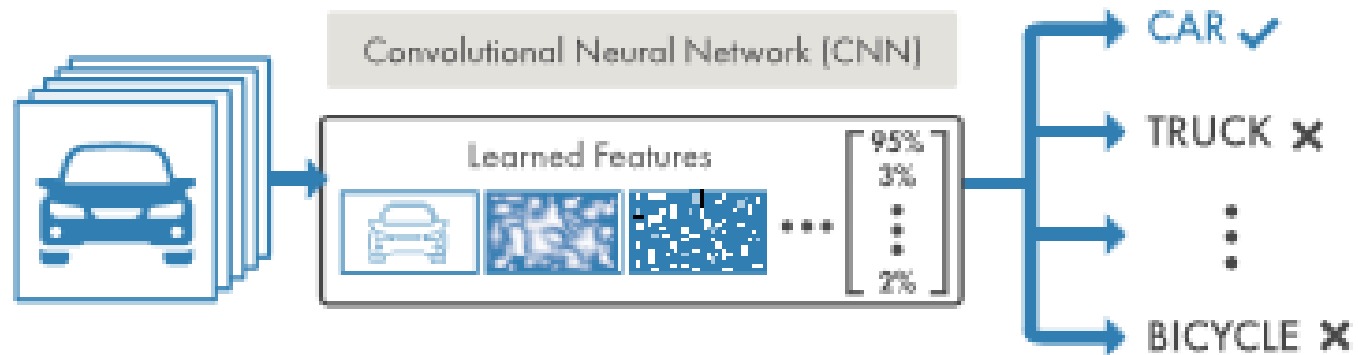 Convolutional Neural Network (CNN)
Learned Features
95%
3%
2%
CAR
TRUCK
BICYCLE